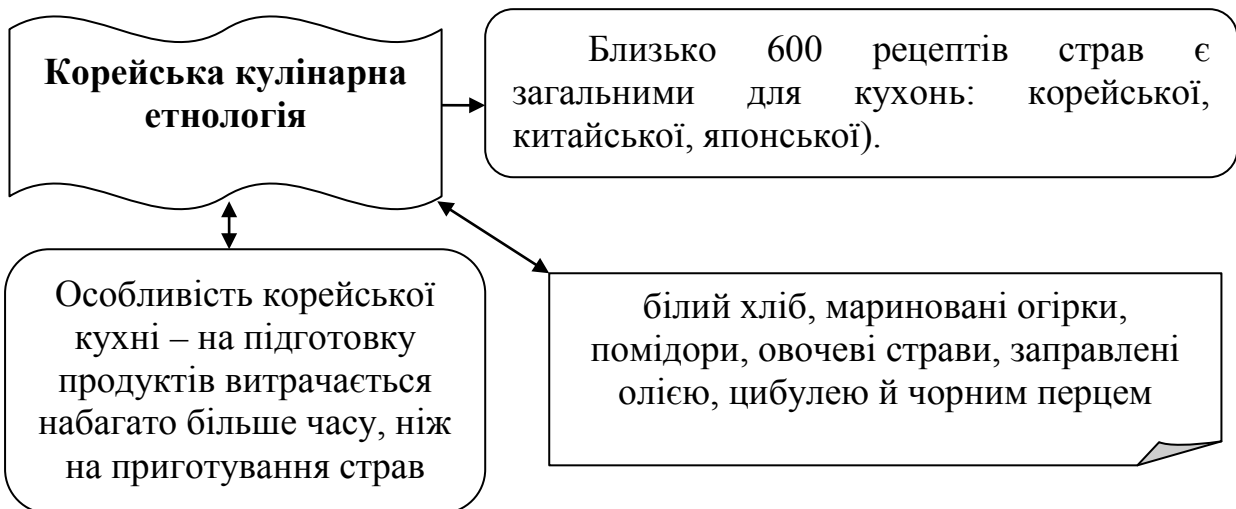 Корейська кулінарна
етнологія
Близько 600 рецептів страв є
загальними для кухонь: корейської,
китайської, японської).
Особливість корейської
кухні – на підготовку
продуктів витрачається
набагато більше часу, ніж
на приготування страв
білий хліб, мариновані огірки,
помідори, овочеві страви, заправлені
олією, цибулею й чорним перцем